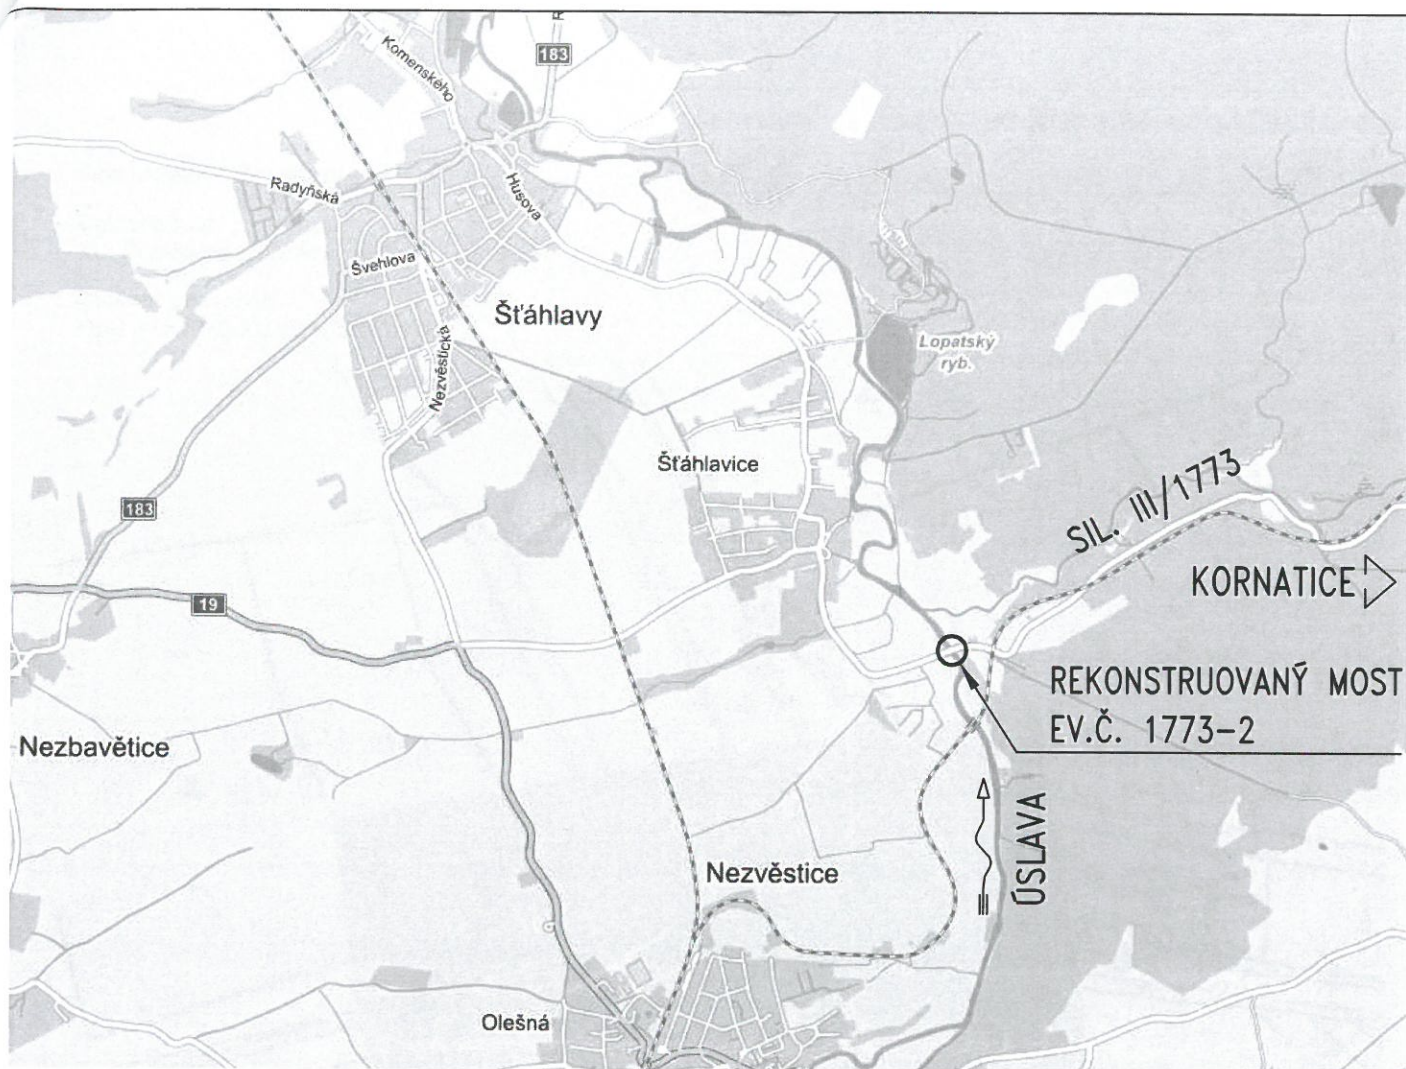 Komenského
183
Radyňská
Husova
Švehlova
Šťáhlavy
Nezvěstická
Lopatský
ryb.
Šťáhlavice
183
SIL. III/1773
KORNATICE
19
REKONSTRUOVANÝ MOST
EV.Č. 1773-2
Nezbavětice
ÚSLAVA
Nezvěstice
Olešná